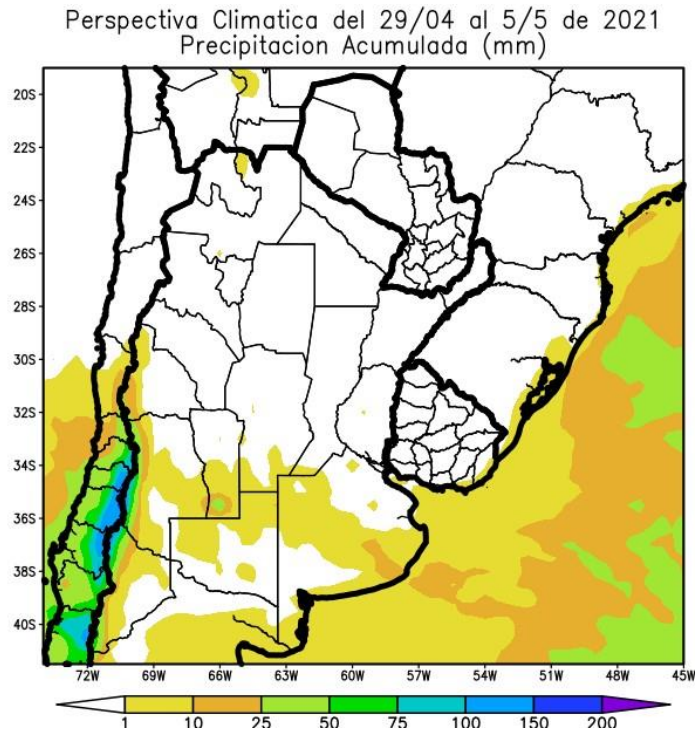 Perspectiva Climatica del 29/04 al 5/5 de 2021
Precipitacion Acumulada (mm)
20S
22S
24S
26S
28S
30S
32S
34S
36S
38S
40S
72W 69W 66W 63W 60W 57W 54W 51W 48W 45W
1 10 25 50 75 100 150 200